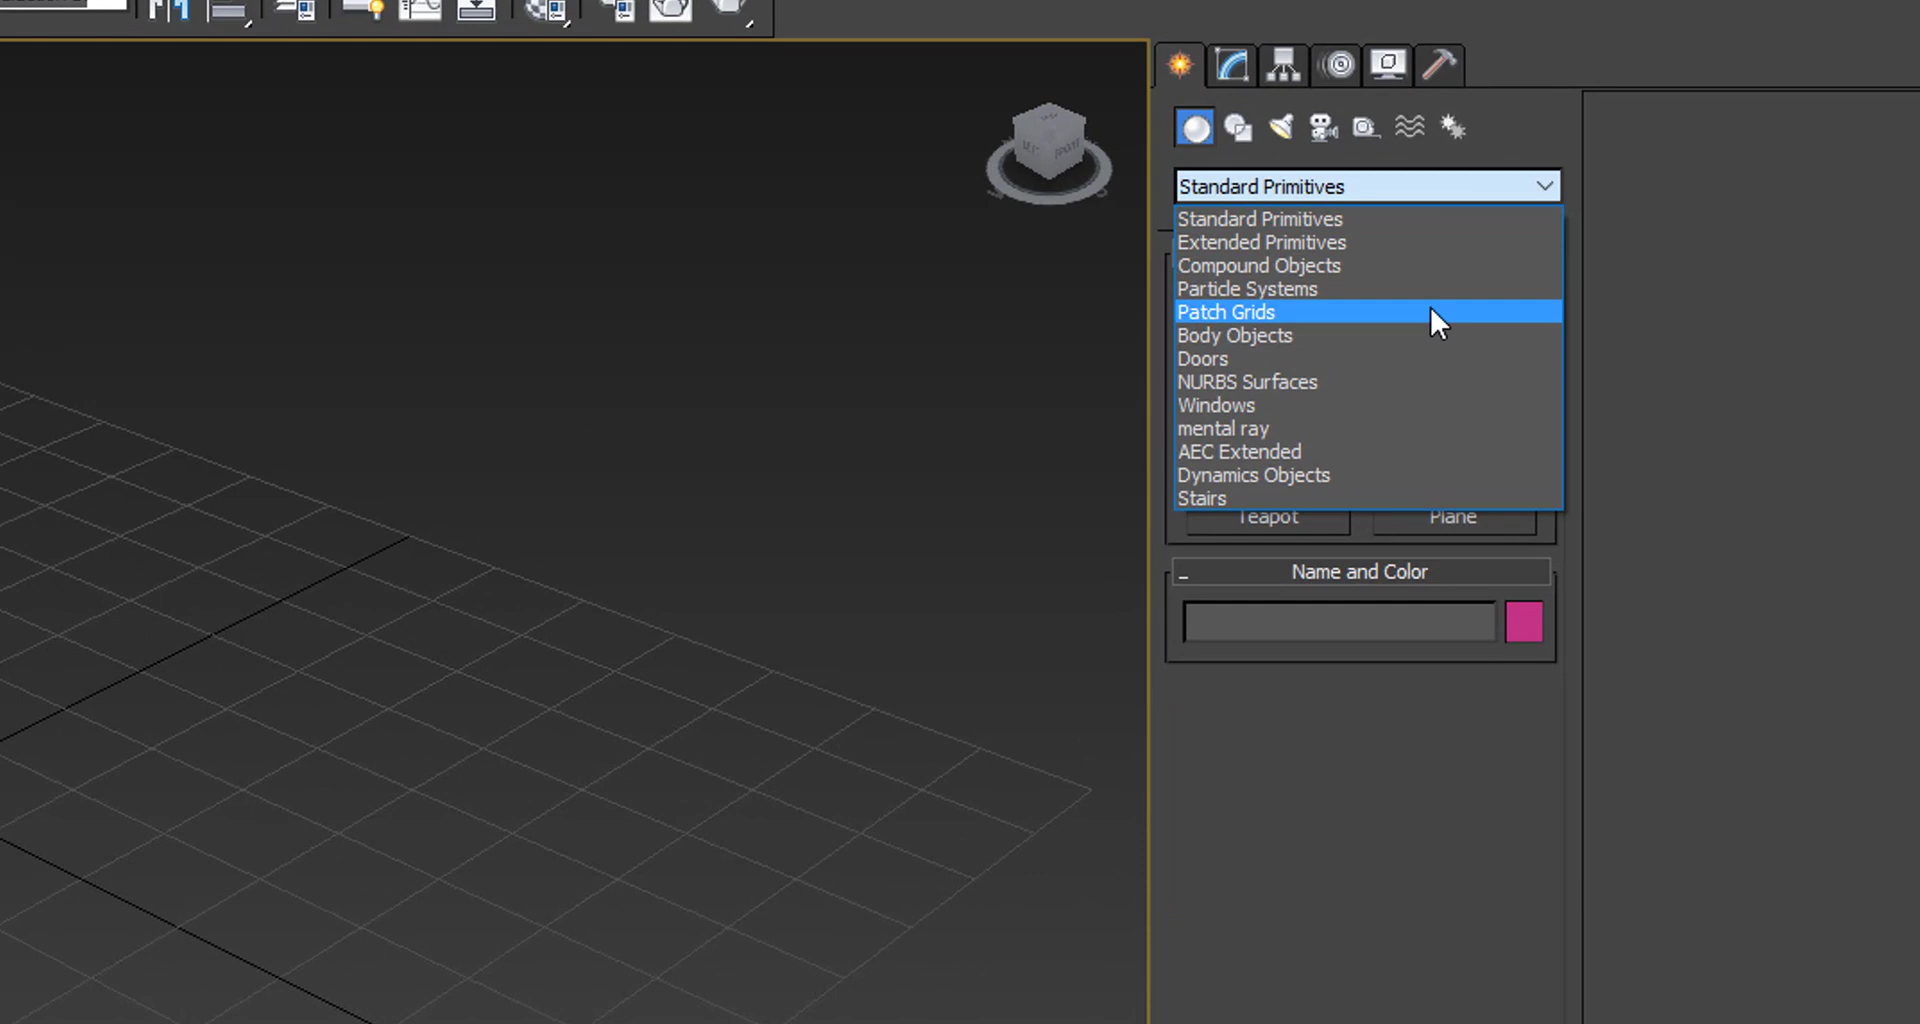 Standard Primitives
Standard Primitives
Extended Primitives
Compound Objects
Particle Systems
Patch Grids
Body Objects
Doors
NURBS Surfaces
Windows
mental ray
AEC Extended
Dynamics Objects
Stairs
Teapot Plane
Name and Color